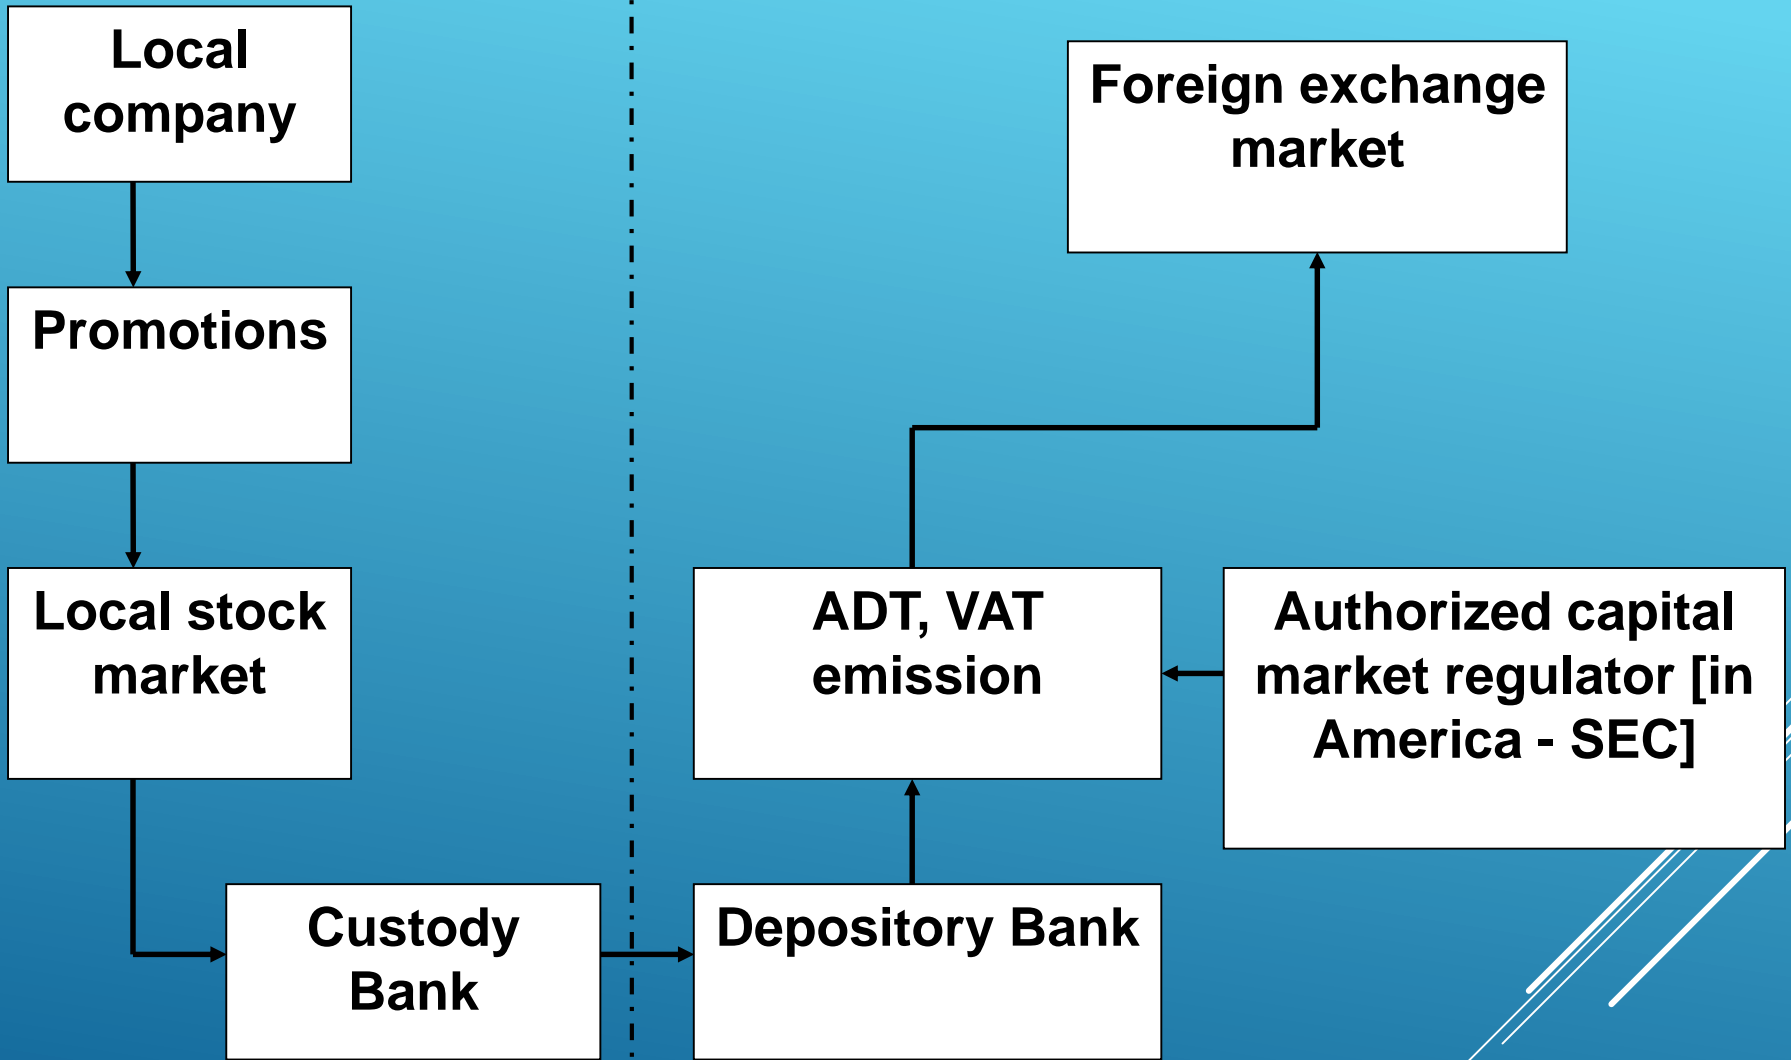 Local
company
Promotions
Local stock
market
Custody
Bank
Foreign exchange
market
ADT, VAT
emission
Authorized capital
market regulator [in
America - SEC]
Depository Bank